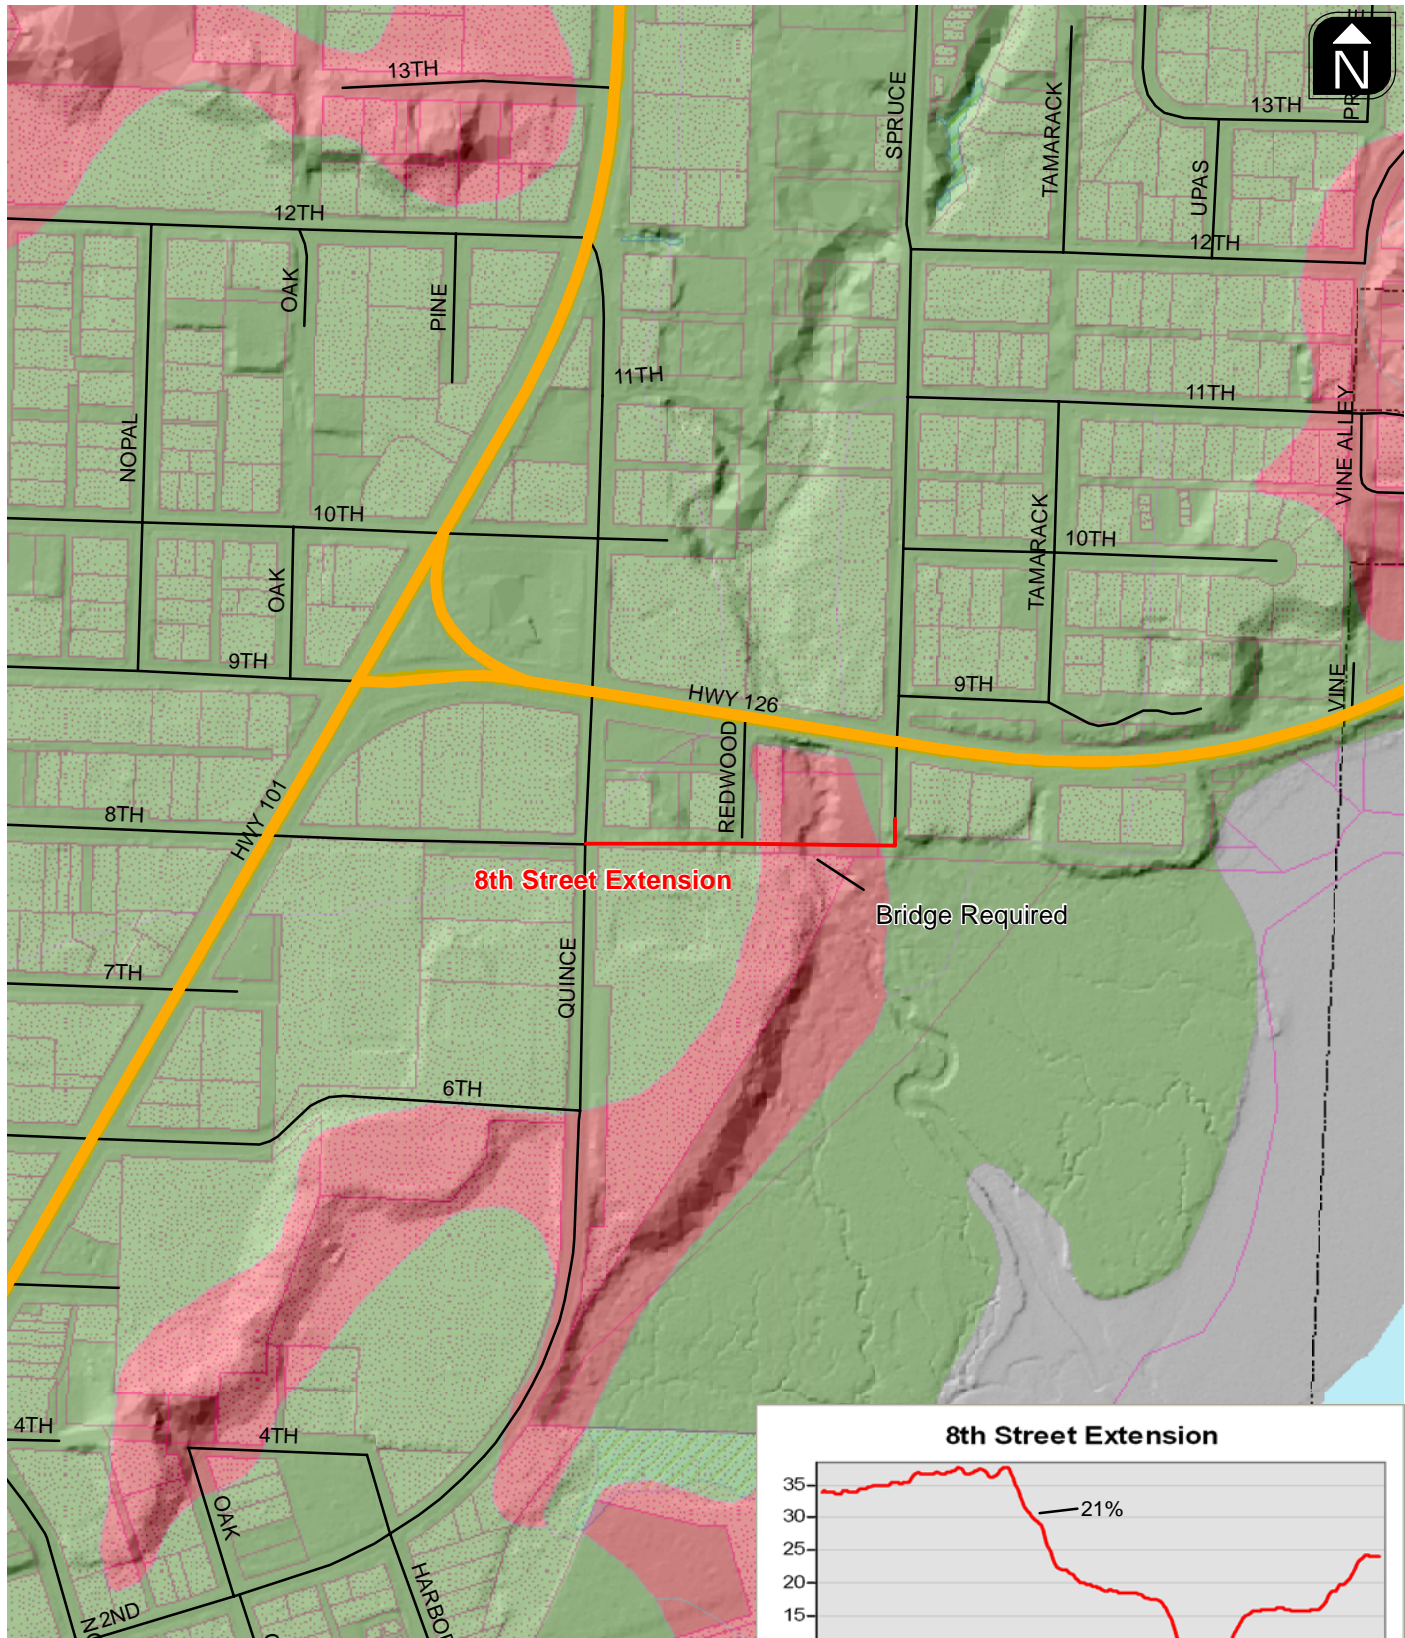 N
13TH
SPRUCE
TAMARACK
13TH
UPAS
12TH
12TH
OAK
PINE
11TH
11TH
NOPAL
VINE ALLEY
10TH
TAMARACK
10TH
OAK
9TH
HWY 126
9TH
VINE
REDWOOD
8TH
HWY 101
8th Street Extension
Bridge Required
QUINCE
7TH
6TH
4TH
4TH
OAK
HARBOR
2ND
8th Street Extension
35
30
25
20
15
21%